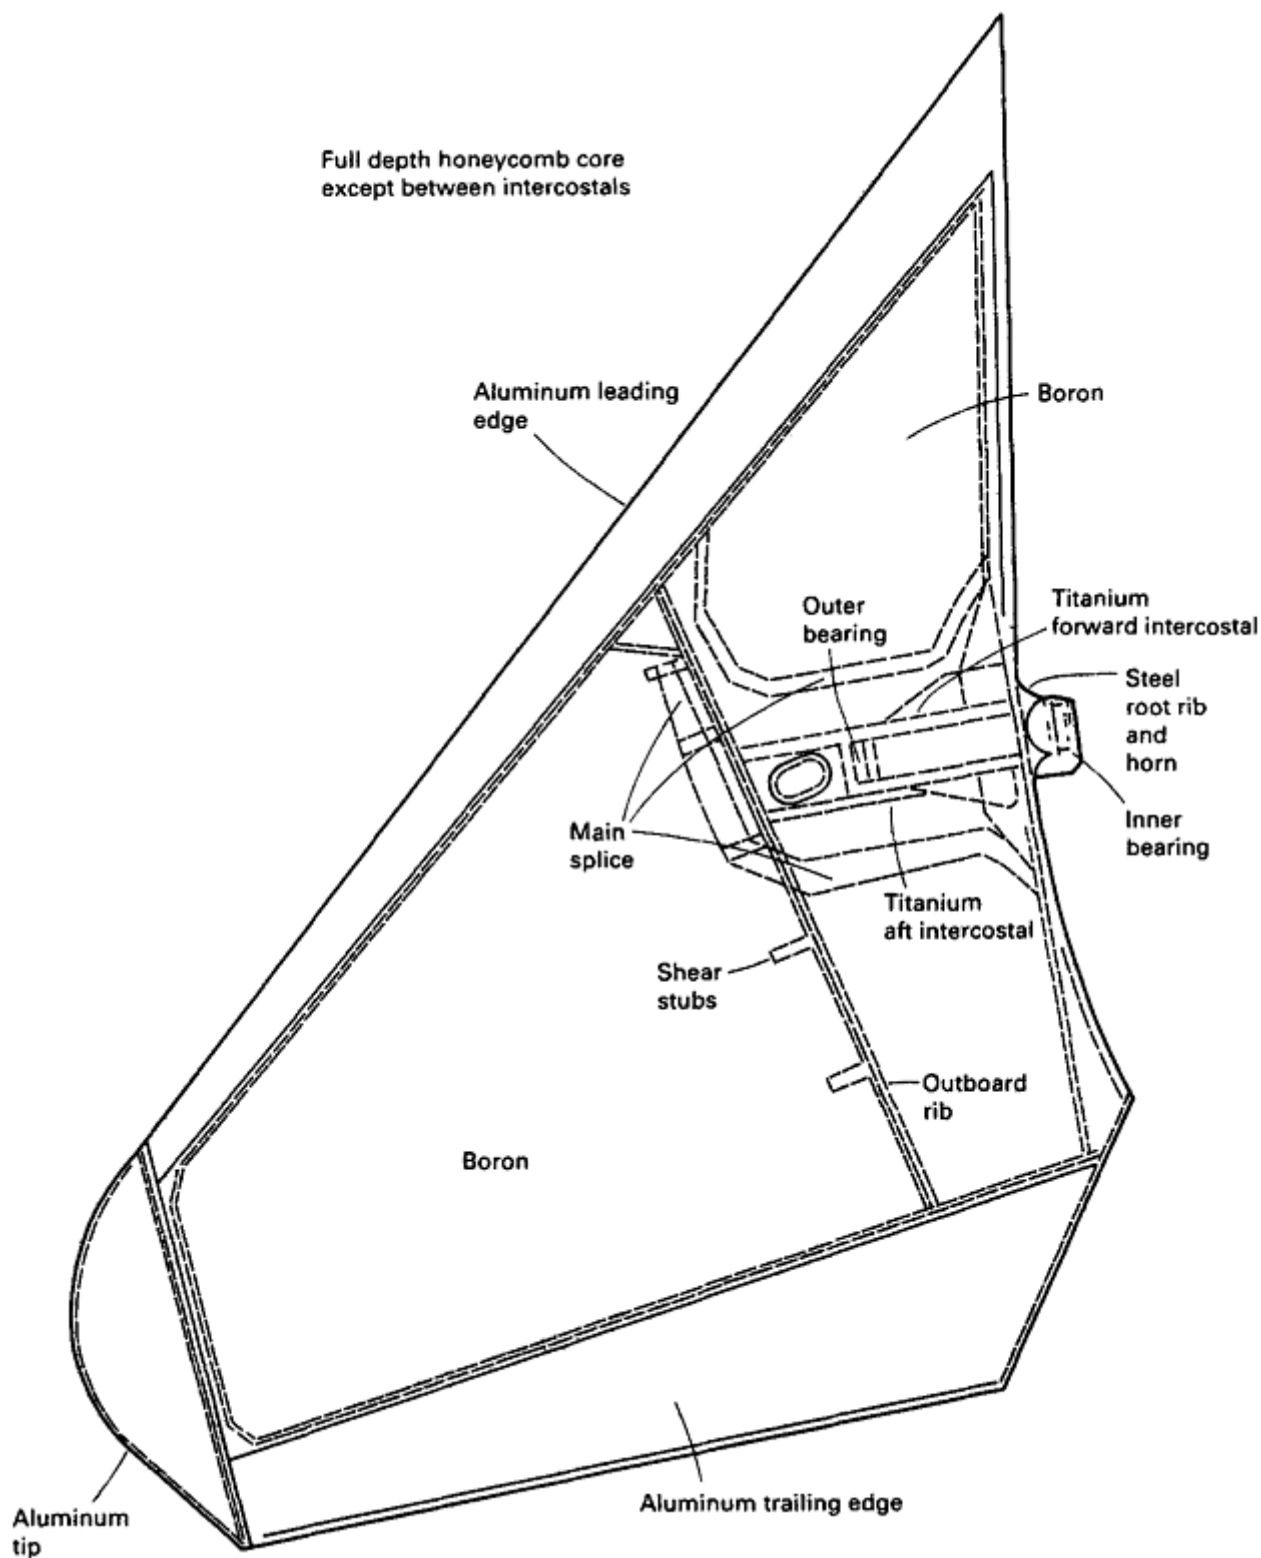 Full depth honeycomb core
except between intercostals
Aluminum leading
edge
Boron
Outer
bearing
Titanium
forward intercostal
Steel
root rib
and
horn
Inner
bearing
Main
splice
Titanium
aft intercostal
Shear
stubs
Outboard
rib
Boron
Aluminum trailing edge
Aluminum
tip